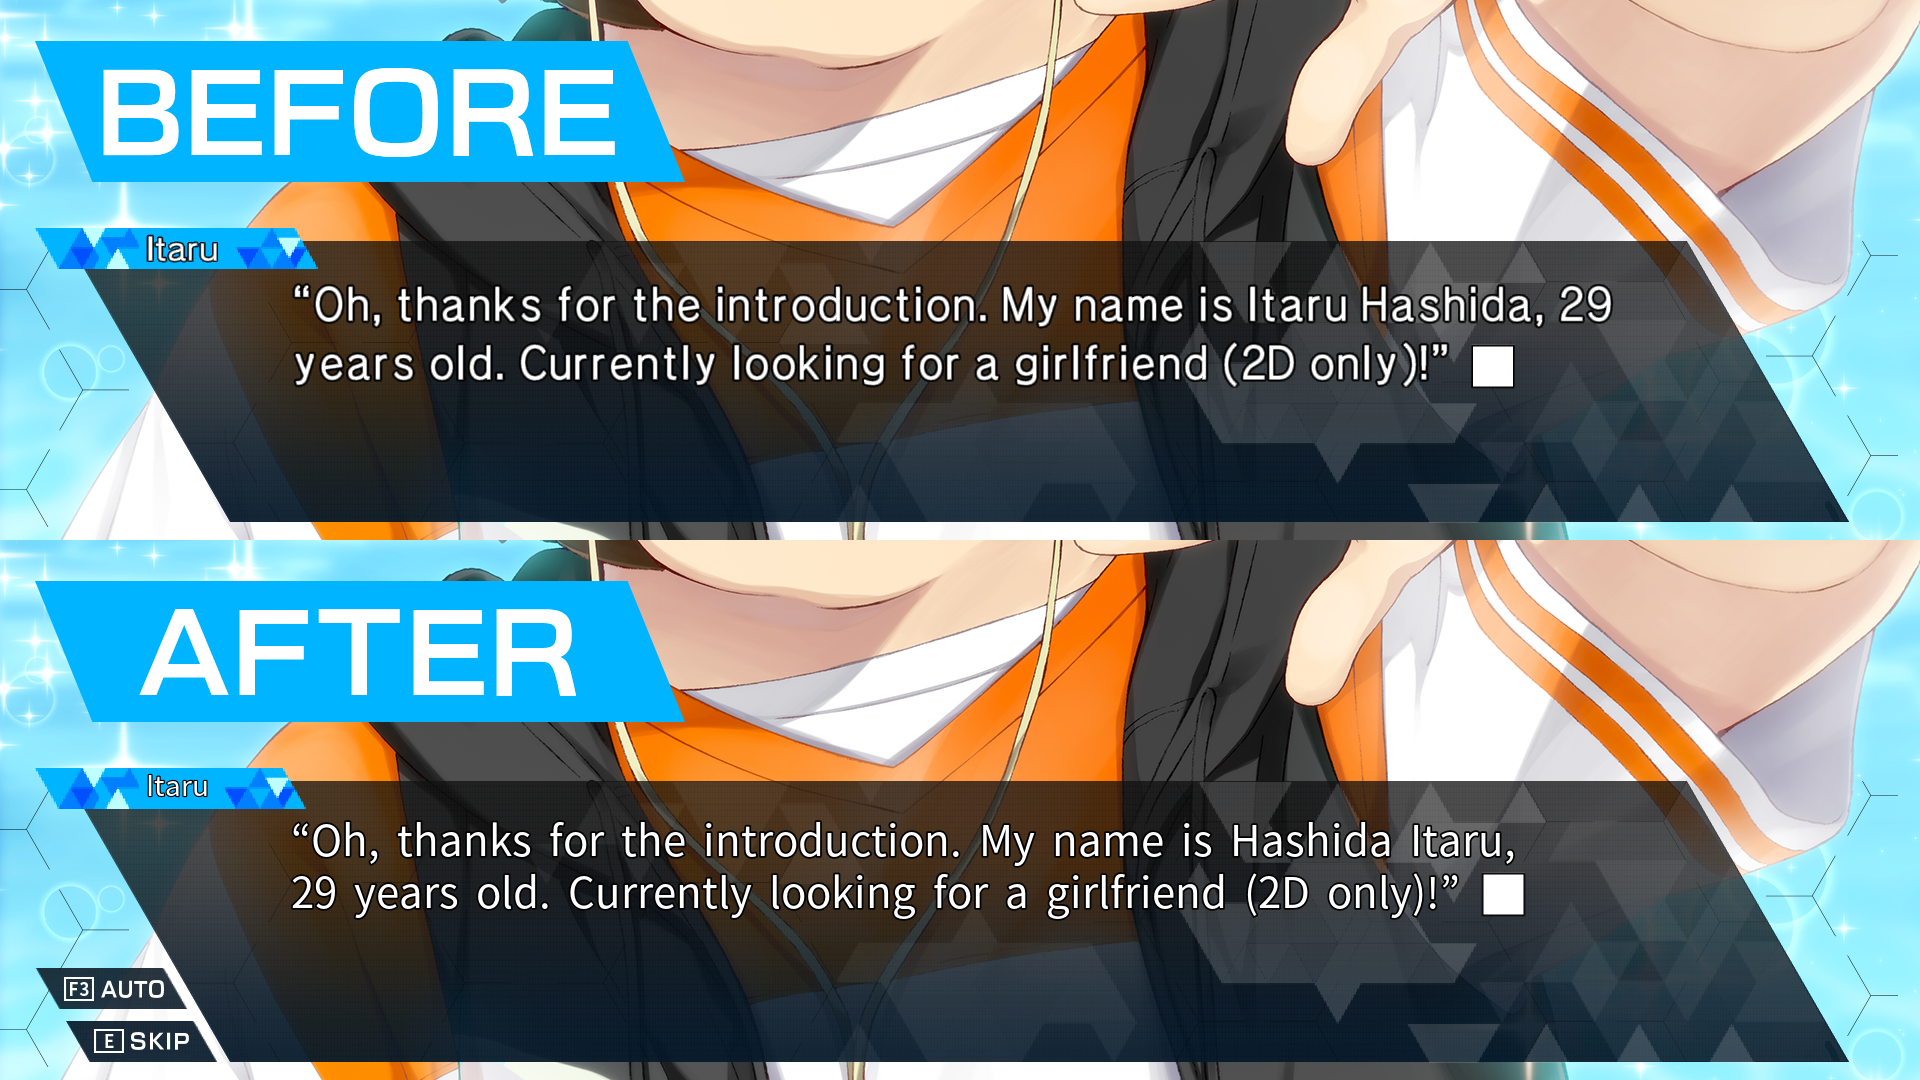 BEFORE
Itaru
“Oh, thanks for the introduction. My name is Itaru Hashida, 29
years old. Currently looking for a girlfriend (2D only)!”
AFTER
Itaru
“Oh, thanks for the introduction. My name is Hashida Itaru,
29 years old. Currently looking for a girlfriend (2D only)!”
F3 AUTO
E SKIP